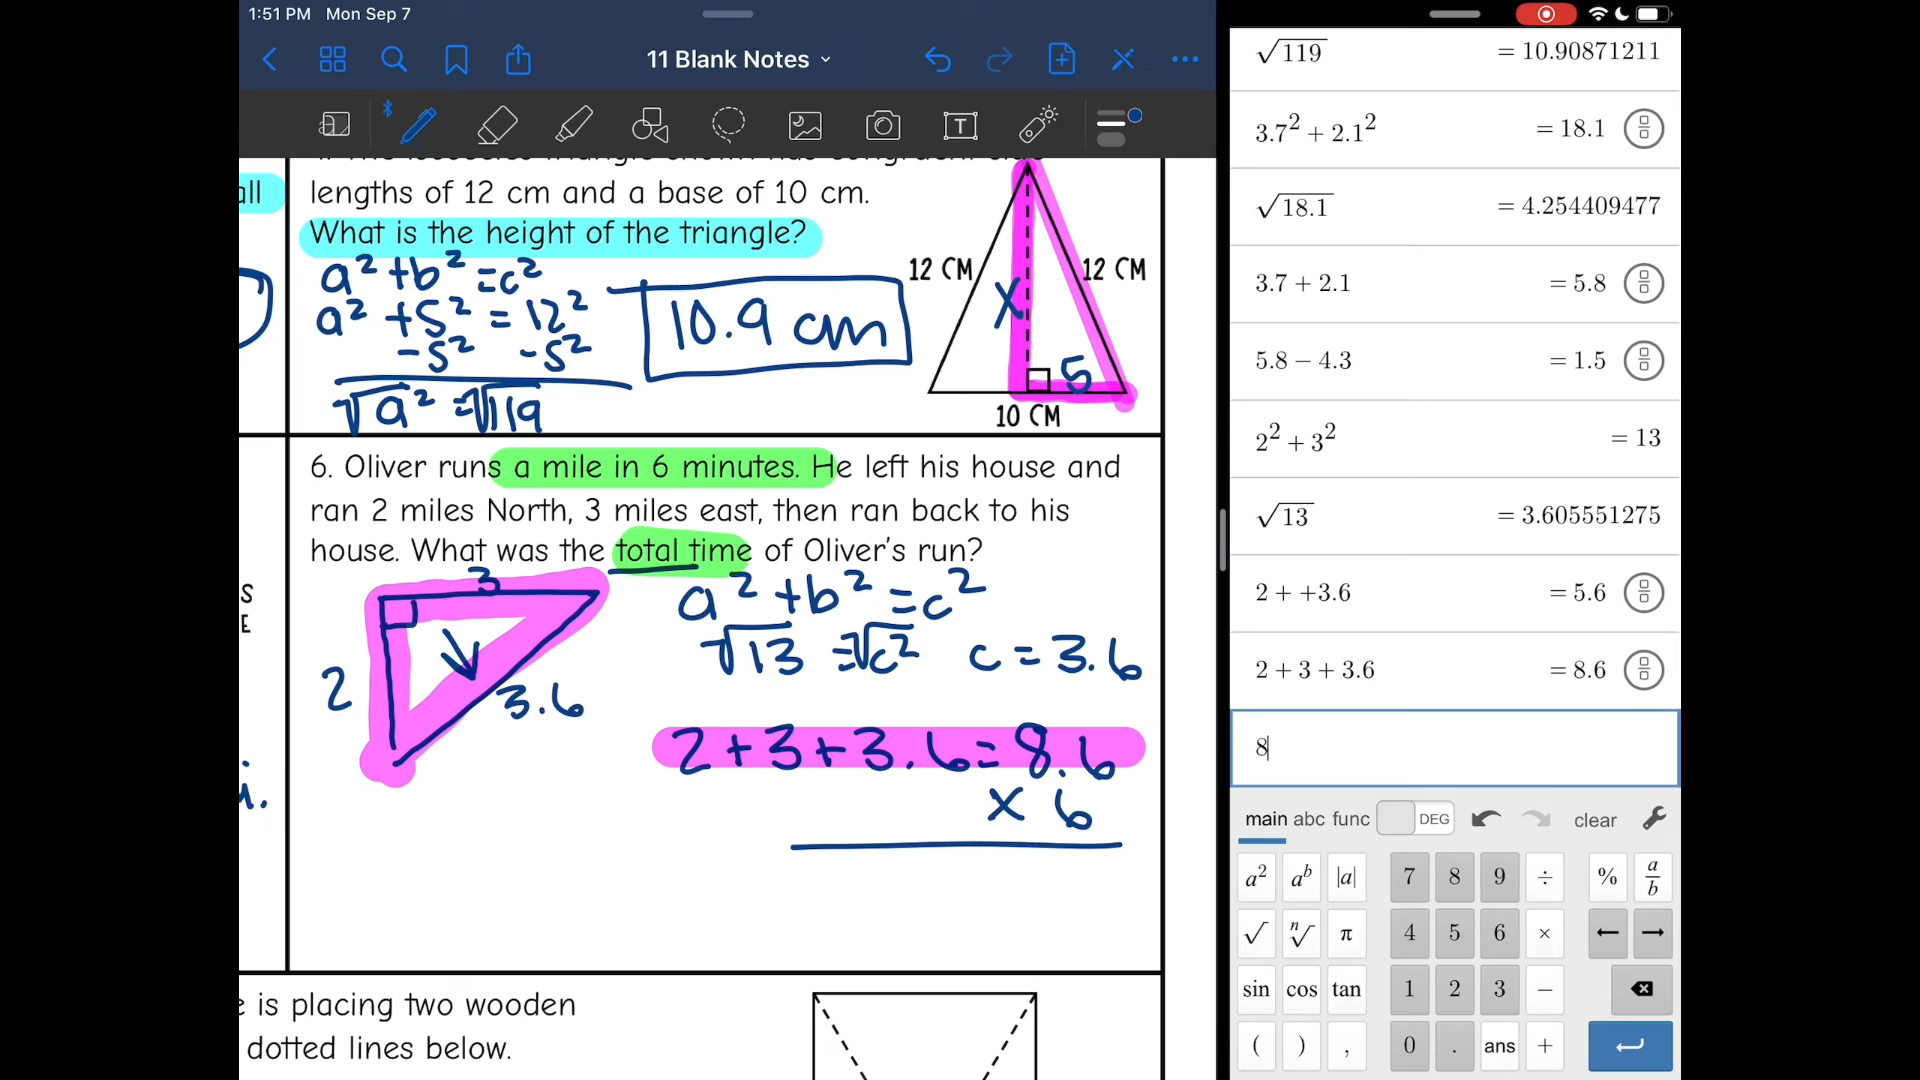 1:51 PM Mon Sep 7
11 Blank Notes
T
all
lengths of 12 cm and a base of 10 cm.
What is the height of the triangle?
a² + b² = c²
a² + 5² = 12²
- 5² - 5²
√a² = √119
10.9 cm
12 CM
12 CM
X
5
10 CM
6. Oliver runs a mile in 6 minutes. He left his house and
ran 2 miles North, 3 miles east, then ran back to his
house. What was the total time of Oliver's run?
S
E
3
2
3.6
a² + b² = c²
√13 = √c² c = 3.6
2 + 3 + 3.6 = 8.6
x 6
i.
e is placing two wooden
dotted lines below.
√119 = 10.90871211
3.7² + 2.1² = 18.1
√18.1 = 4.254409477
3.7 + 2.1 = 5.8
5.8 − 4.3 = 1.5
2² + 3² = 13
√13 = 3.605551275
2 + +3.6 = 5.6
2 + 3 + 3.6 = 8.6
8
main abc func DEG clear
a² aᵇ |a| 7 8 9 ÷ % a/b
√ ⁿ√ π 4 5 6 × ← →
sin cos tan 1 2 3 −
( ) , 0 . ans +